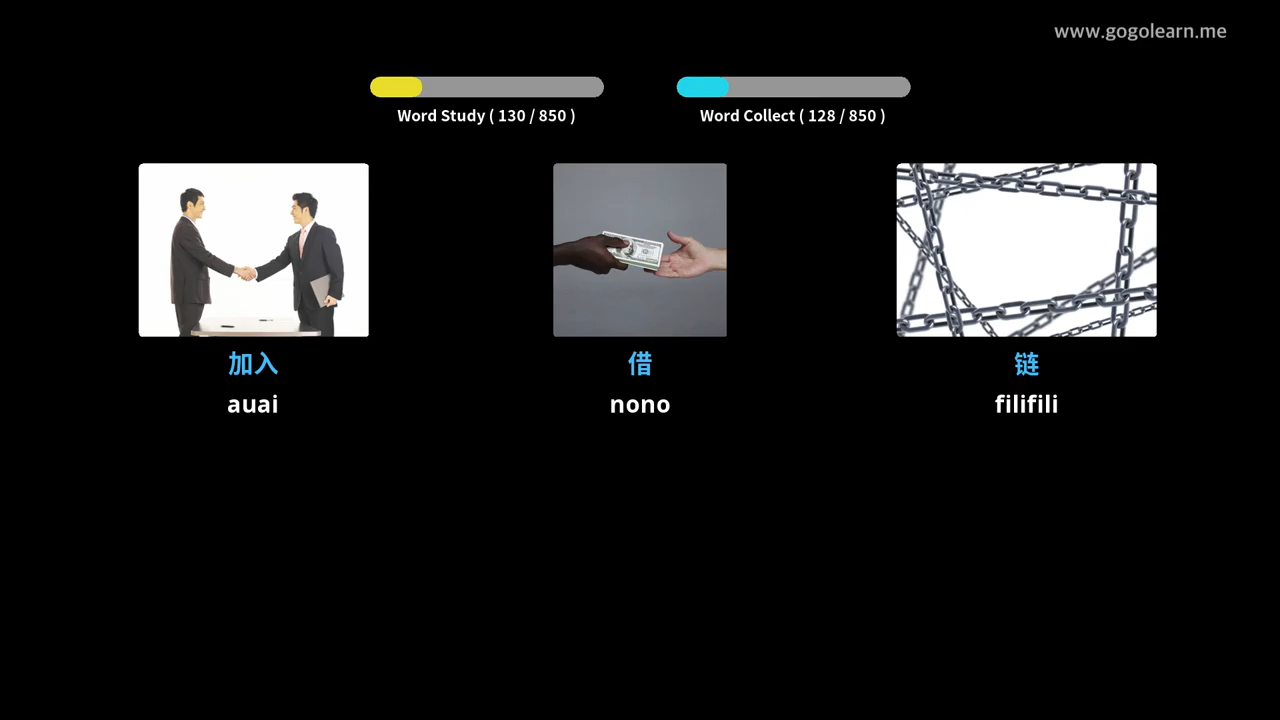 www.gogolearn.me
Word Study ( 130 / 850 )
Word Collect ( 128 / 850 )
加入
借
链
auai
nono
filifili